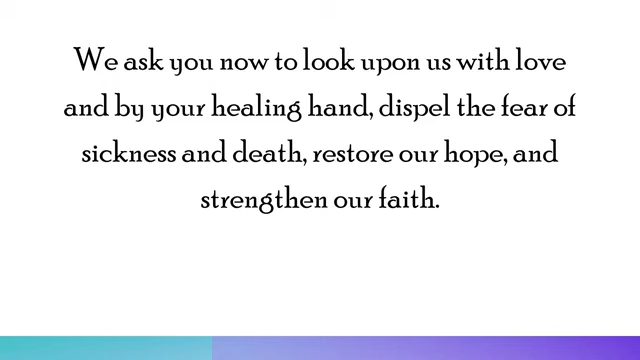 We ask you now to look upon us with love
and by your healing hand, dispel the fear of
sickness and death, restore our hope, and
strengthen our faith.